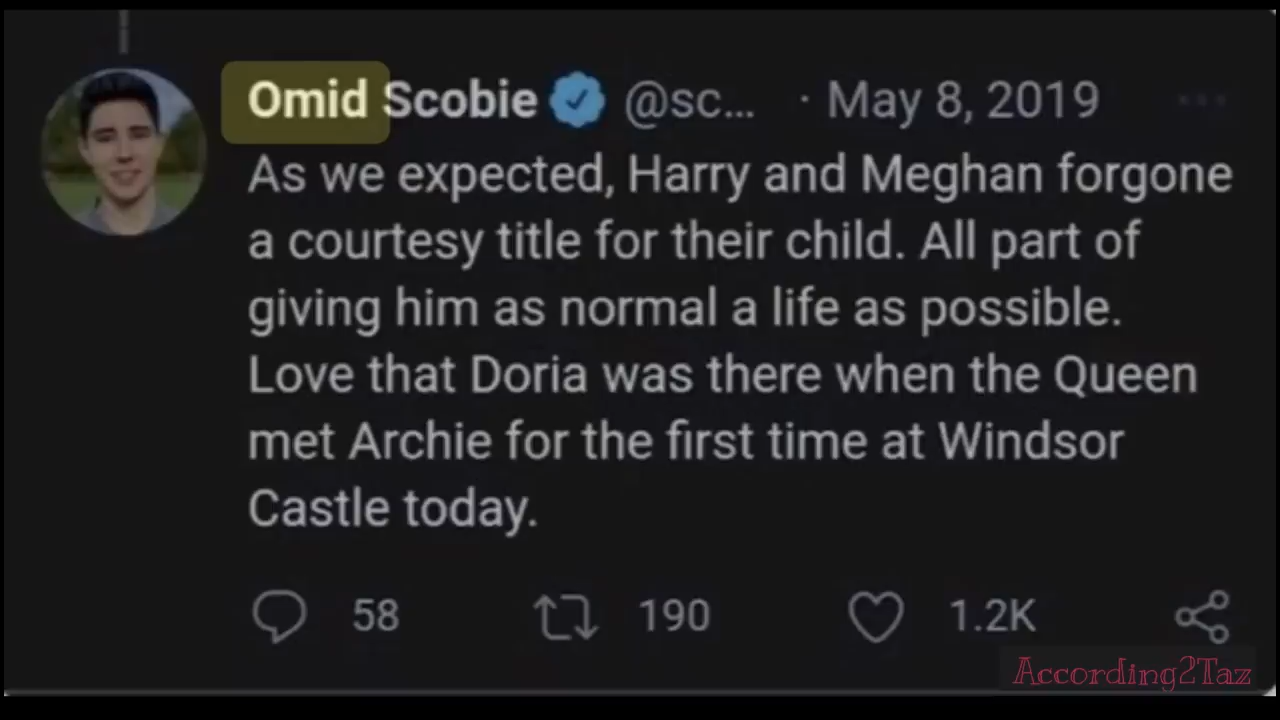 Omid Scobie @sc... · May 8, 2019
As we expected, Harry and Meghan forgone
a courtesy title for their child. All part of
giving him as normal a life as possible.
Love that Doria was there when the Queen
met Archie for the first time at Windsor
Castle today.
58 190 1.2K
According2Taz